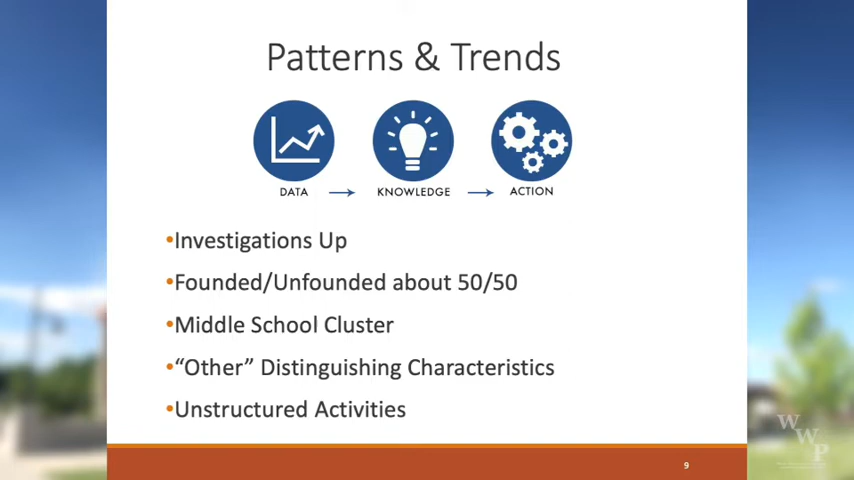 Patterns & Trends
DATA
KNOWLEDGE
ACTION
•Investigations Up
•Founded/Unfounded about 50/50
•Middle School Cluster
•“Other” Distinguishing Characteristics
•Unstructured Activities
9
W
W
P